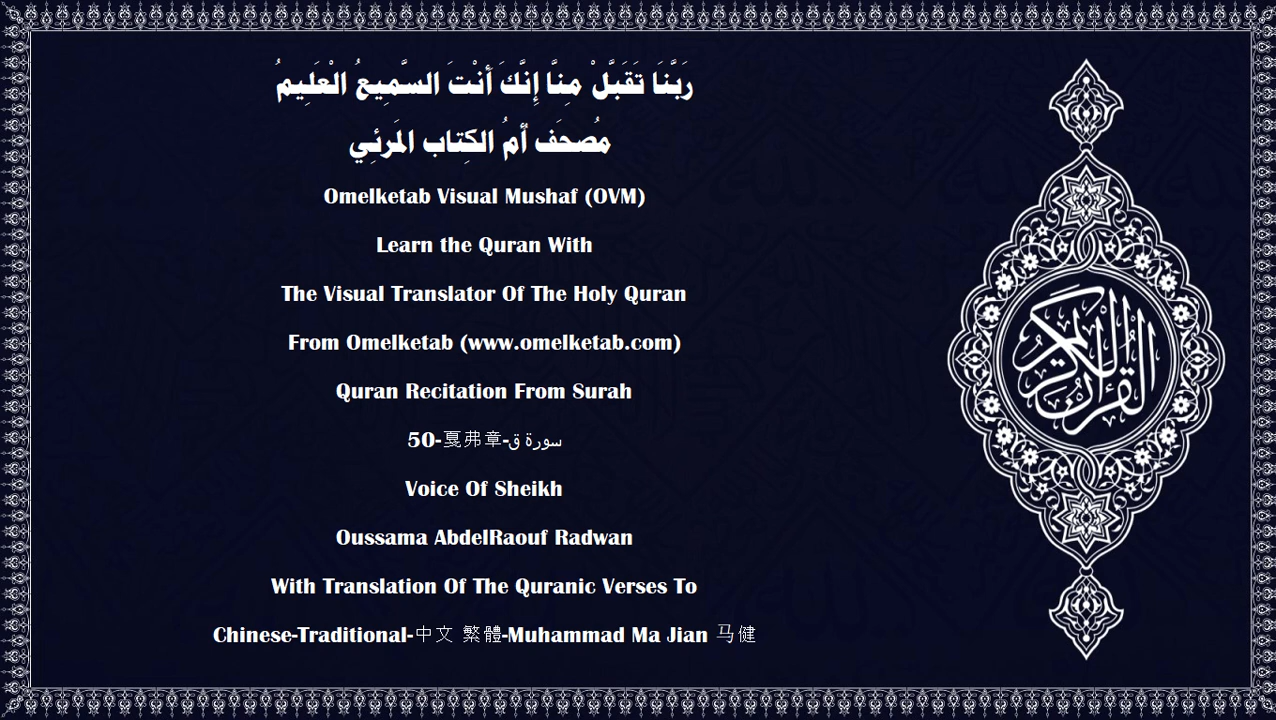 رَبَّنَا تَقَبَّلْ مِنَّا إِنَّكَ أَنْتَ السَّمِيعُ الْعَلِيمُ
مُصحَف أمُ الكِتاب المَرئِي
Omelketab Visual Mushaf (OVM)
Learn the Quran With
The Visual Translator Of The Holy Quran
From Omelketab (www.omelketab.com)
Quran Recitation From Surah
50-戛弗章-سورة ق
Voice Of Sheikh
Oussama AbdelRaouf Radwan
With Translation Of The Quranic Verses To
Chinese-Traditional-中文 繁體-Muhammad Ma Jian 马健
القرآن الكريم